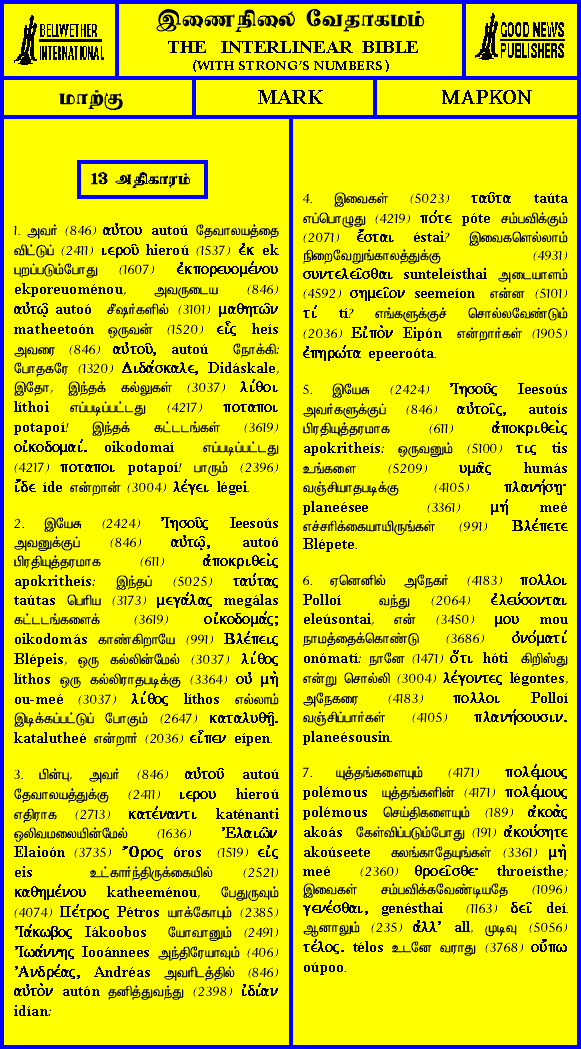 BELLWETHER
INTERNATIONAL
இணைநிலை வேதாகமம்
THE INTERLINEAR BIBLE
(WITH STRONG'S NUMBERS)
GOOD NEWS
PUBLISHERS
மாற்கு
MARK
ΜΑΡΚΟΝ
13 அதிகாரம்
1. அவர் (846) αὐτου autoú தேவாலயத்தை
விட்டுப் (2411) ιεροῦ hieroú (1537) ἐκ ek
புறப்படும்போது (1607) ἐκπορευομένου
ekporeuoménou, அவருடைய (846)
αὐτῷ autoó சீஷர்களில் (3101) μαθητῶν
matheetoón ஒருவன் (1520) εἷς heís
அவரை (846) αὐτοῦ, autoú நோக்கி:
போதகரே (1320) Διδάσκαλε, Didáskale,
இதோ, இந்தக் கல்லுகள் (3037) λίθοι
líthoi எப்படிப்பட்டது (4217) ποταποι
potapoí! இந்தக் கட்டடங்கள் (3619)
οἰκοδομαί. oikodomaí எப்படிப்பட்டது
(4217) ποταποι potapoí! பாரும் (2396)
ἴδε íde என்றான் (3004) λέγει légei.
2. இயேசு (2424) Ἰησοῦς Ieesoús
அவனுக்குப் (846) αὐτῷ, autoó
பிரதியுத்தரமாக (611) ἀποκριθεὶς
apokritheís: இந்தப் (5025) ταύτας
taútas பெரிய (3173) μεγάλας megálas
கட்டடங்களைக் (3619) οἰκοδομάς;
oikodomás காண்கிறாயே (991) Βλέπεις
Blépeis, ஒரு கல்லின்மேல் (3037) λίθος
líthos ஒரு கல்லிராதபடிக்கு (3364) οὐ μὴ
ou-meé (3037) λίθος líthos எல்லாம்
இடிக்கப்பட்டுப் போகும் (2647) καταλυθῇ.
katalutheé என்றார் (2036) εἶπεν eípen.
3. பின்பு, அவர் (846) αὐτοῦ autoú
தேவாலயத்துக்கு (2411) ιερου hieroú
எதிராக (2713) κατέναντι katénanti
ஒலிவமலையின்மேல் (1636) Ἐλαιῶν
Elaioón (3735) Ὄρος óros (1519) εἰς
eis உட்கார்ந்திருக்கையில் (2521)
καθημένου katheeménou, பேதுருவும்
(4074) Πέτρος Pétros யாக்கோபும் (2385)
Ἰάκωβος Iákoobos யோவானும் (2491)
Ἰωάννης Iooánnees அந்திரேயாவும் (406)
Ἀνδρέας, Andréas அவரிடத்தில் (846)
αὐτὸν autón தனித்துவந்து (2398) ἰδίαν
idían:
4. இவைகள் (5023) ταῦτα taúta
எப்பொழுது (4219) πότε póte சம்பவிக்கும்
(2071) ἔσται éstai? இவைகளெல்லாம்
நிறைவேறுங்காலத்துக்கு (4931)
συντελεῖσθαι sunteleísthai அடையாளம்
(4592) σημεῖον seemeíon என்ன (5101)
τί tí? எங்களுக்குச் சொல்லவேண்டும்
(2036) Εἰπὸν Eipón என்றார்கள் (1905)
ἐπηρώτα epeeroóta.
5. இயேசு (2424) Ἰησοῦς Ieesoús
அவர்களுக்குப் (846) αὐτοῖς, autoís
பிரதியுத்தரமாக (611) ἀποκριθεὶς
apokritheís: ஒருவனும் (5100) τις tis
உங்களை (5209) υμᾶς humás
வஞ்சியாதபடிக்கு (4105) πλανήσῃ·
planeésee (3361) μή meé
எச்சரிக்கையாயிருங்கள் (991) Βλέπετε
Blépete.
6. ஏனெனில் அநேகர் (4183) πολλοι
Polloí வந்து (2064) ἐλεύσονται
eleúsontai, என் (3450) μου mou
நாமத்தைக்கொண்டு (3686) ὀνόματί
onómatí: நானே (1471) ὅτι hóti கிறிஸ்து
என்று சொல்லி (3004) λέγοντες légontes,
அநேகரை (4183) πολλοι Polloí
வஞ்சிப்பார்கள் (4105) πλανήσουσιν.
planeésousin.
7. யுத்தங்களையும் (4171) πολέμους
polémous யுத்தங்களின் (4171) πολέμους
polémous செய்திகளையும் (189) ἀκοὰς
akoás கேள்விப்படும்போது (191) ἀκούσητε
akoúseete கலங்காதேயுங்கள் (3361) μὴ
meé (2360) θροεῖσθε· throeísthe;
இவைகள் சம்பவிக்கவேண்டியதே (1096)
γενέσθαι, genésthai (1163) δεῖ deí.
ஆனாலும் (235) ἀλλ' all, முடிவு (5056)
τέλος. télos உடனே வராது (3768) οὔπω
oúpoo.